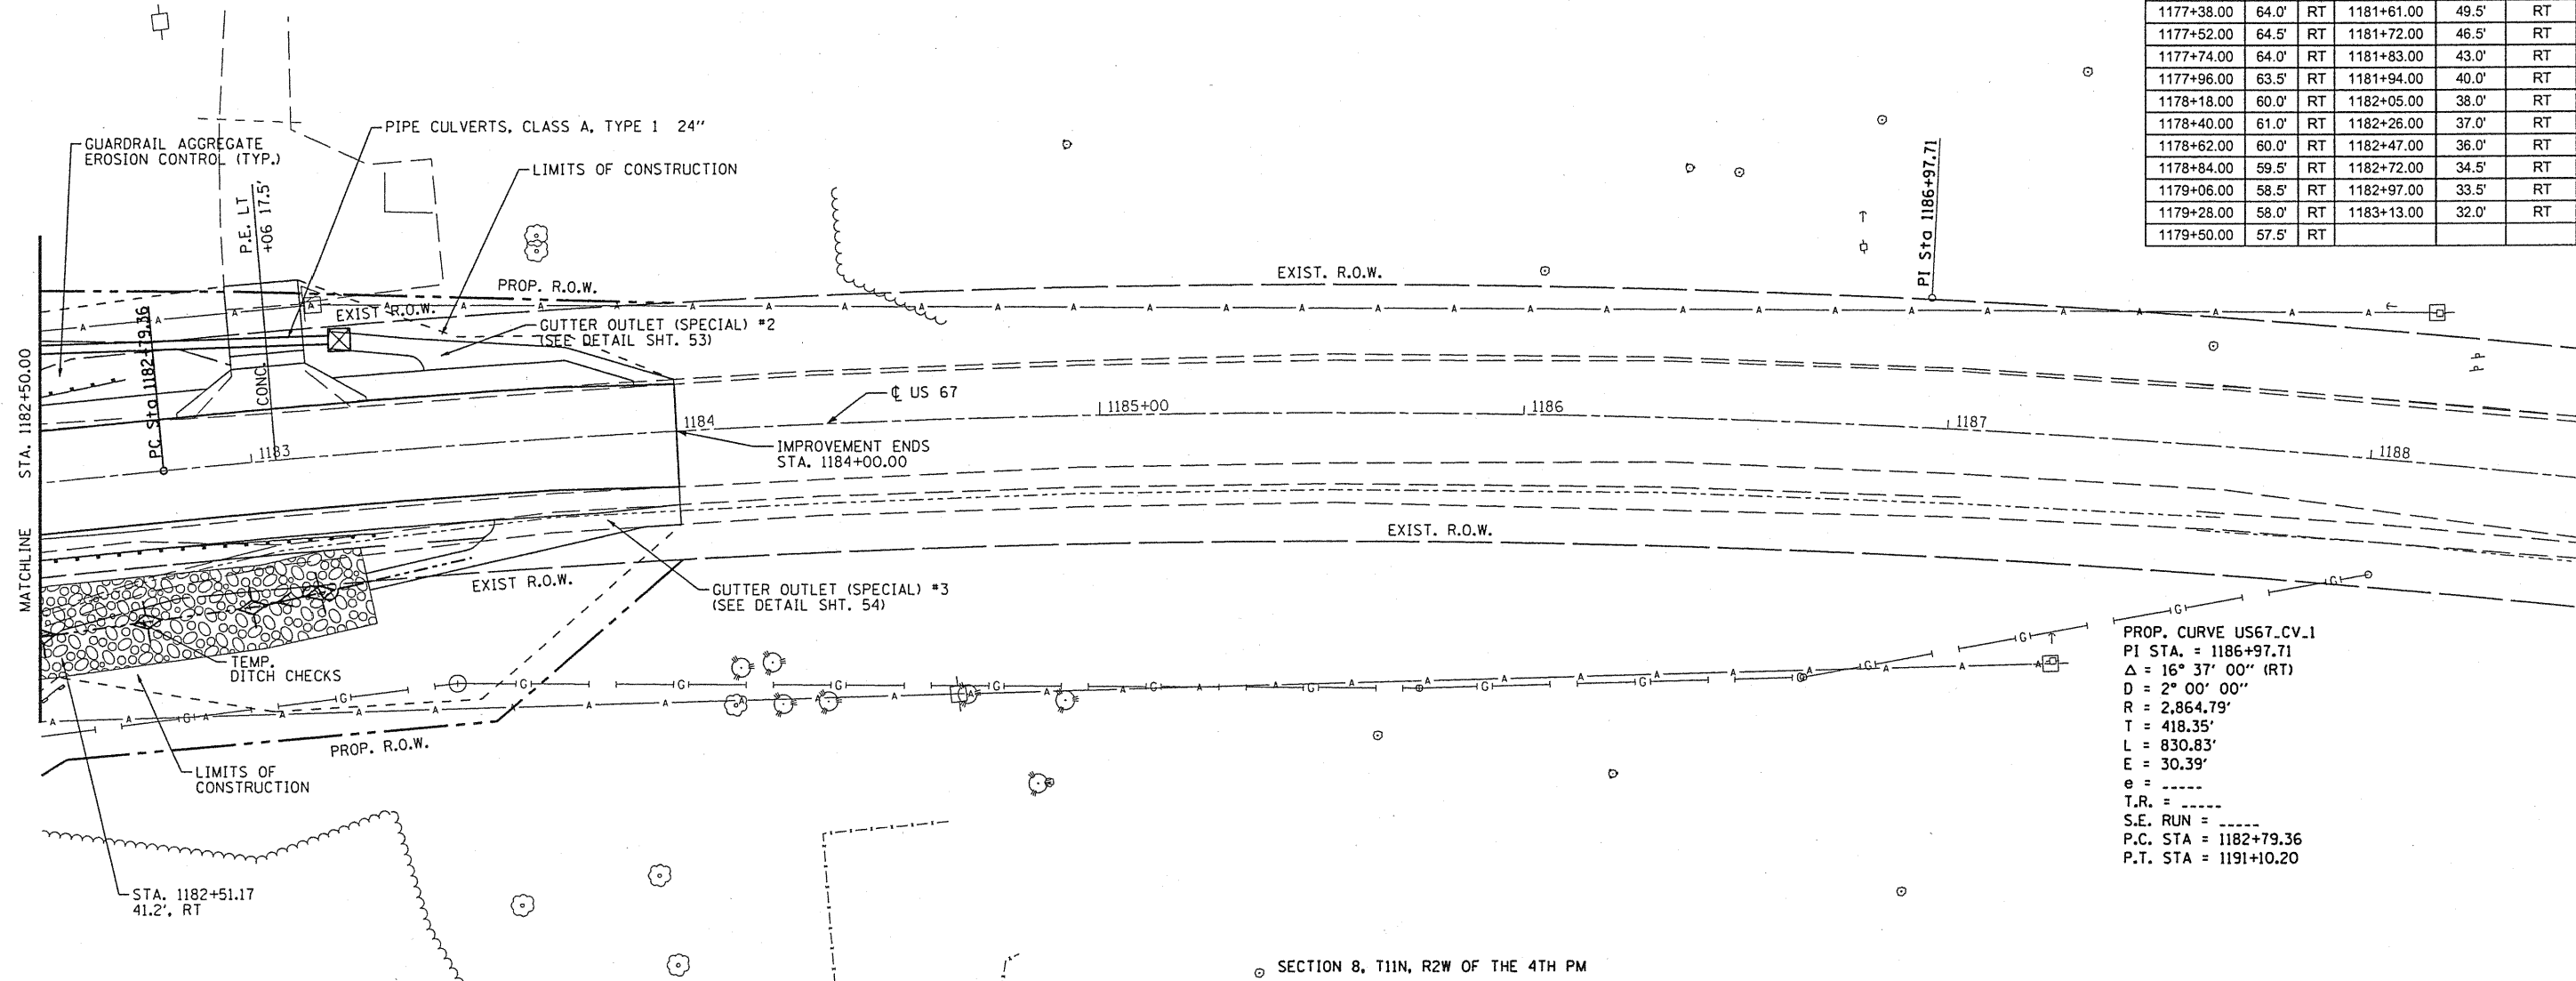 1177+38.00 64.0' RT 1181+61.00 49.5' RT
1177+52.00 64.5' RT 1181+72.00 46.5' RT
1177+74.00 64.0' RT 1181+83.00 43.0' RT
1177+96.00 63.5' RT 1181+94.00 40.0' RT
1178+18.00 60.0' RT 1182+05.00 38.0' RT
1178+40.00 61.0' RT 1182+26.00 37.0' RT
1178+62.00 60.0' RT 1182+47.00 36.0' RT
1178+84.00 59.5' RT 1182+72.00 34.5' RT
1179+06.00 58.5' RT 1182+97.00 33.5' RT
1179+28.00 58.0' RT 1183+13.00 32.0' RT
1179+50.00 57.5' RT
GUARDRAIL AGGREGATE
EROSION CONTROL (TYP.)
PIPE CULVERTS, CLASS A, TYPE 1 24"
LIMITS OF CONSTRUCTION
P.E. LT
+06 17.5'
PI Sta 1186+97.71
PROP. R.O.W.
EXIST. R.O.W.
EXIST R.O.W.
GUTTER OUTLET (SPECIAL) #2
(SEE DETAIL SHT. 53)
PC Sta 1182+79.36
CONC.
MATCHLINE STA. 1182+50.00
℄ US 67
1183
1184
1185+00
1186
1187
1188
IMPROVEMENT ENDS
STA. 1184+00.00
EXIST. R.O.W.
EXIST R.O.W.
GUTTER OUTLET (SPECIAL) #3
(SEE DETAIL SHT. 54)
TEMP.
DITCH CHECKS
PROP. R.O.W.
LIMITS OF
CONSTRUCTION
STA. 1182+51.17
41.2', RT
PROP. CURVE US67_CV_1
PI STA. = 1186+97.71
Δ = 16° 37' 00" (RT)
D = 2° 00' 00"
R = 2,864.79'
T = 418.35'
L = 830.83'
E = 30.39'
e = -----
T.R. = -----
S.E. RUN = -----
P.C. STA = 1182+79.36
P.T. STA = 1191+10.20
SECTION 8, T11N, R2W OF THE 4TH PM